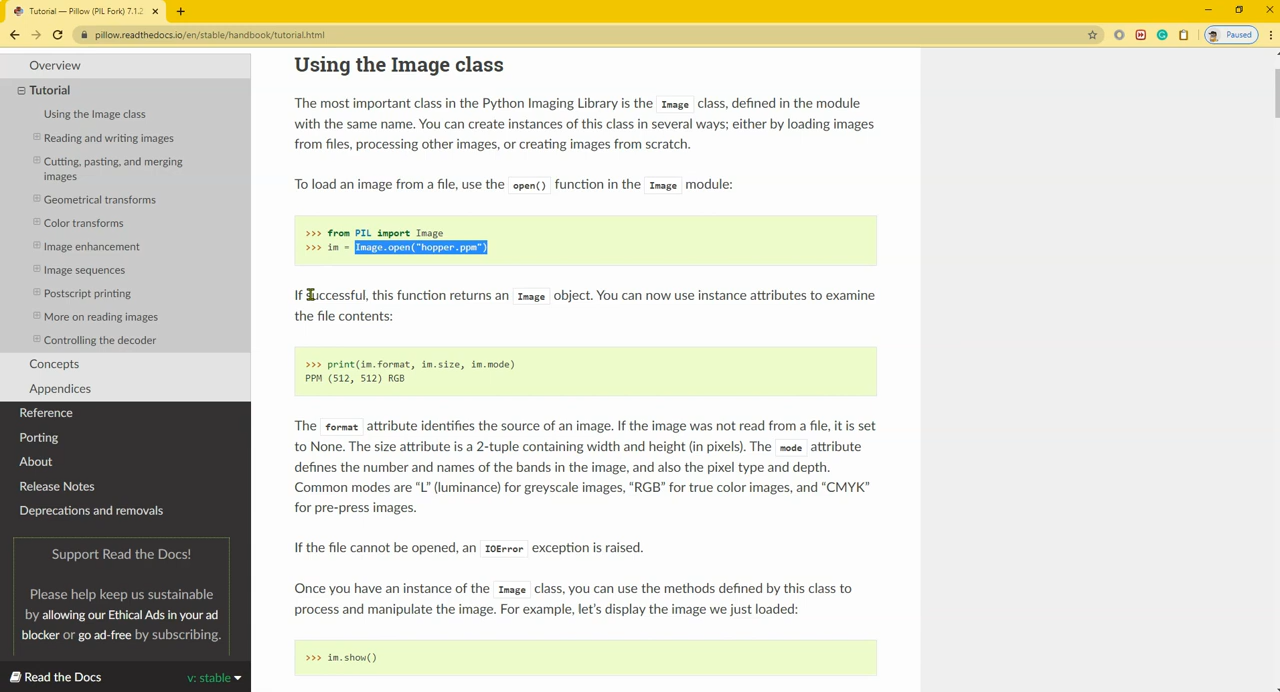 Tutorial — Pillow (PIL Fork) 7.1.2
pillow.readthedocs.io/en/stable/handbook/tutorial.html
Paused
Overview
Tutorial
Using the Image class
Reading and writing images
Cutting, pasting, and merging
images
Geometrical transforms
Color transforms
Image enhancement
Image sequences
Postscript printing
More on reading images
Controlling the decoder
Concepts
Appendices
Reference
Porting
About
Release Notes
Deprecations and removals
Support Read the Docs!
Please help keep us sustainable
by allowing our Ethical Ads in your ad
blocker or go ad-free by subscribing.
Read the Docs
v: stable
Using the Image class
The most important class in the Python Imaging Library is the Image class, defined in the module
with the same name. You can create instances of this class in several ways; either by loading images
from files, processing other images, or creating images from scratch.
To load an image from a file, use the open() function in the Image module:
>>> from PIL import Image
>>> im = Image.open("hopper.ppm")
If successful, this function returns an Image object. You can now use instance attributes to examine
the file contents:
>>> print(im.format, im.size, im.mode)
PPM (512, 512) RGB
The format attribute identifies the source of an image. If the image was not read from a file, it is set
to None. The size attribute is a 2-tuple containing width and height (in pixels). The mode attribute
defines the number and names of the bands in the image, and also the pixel type and depth.
Common modes are “L” (luminance) for greyscale images, “RGB” for true color images, and “CMYK”
for pre-press images.
If the file cannot be opened, an IOError exception is raised.
Once you have an instance of the Image class, you can use the methods defined by this class to
process and manipulate the image. For example, let’s display the image we just loaded:
>>> im.show()